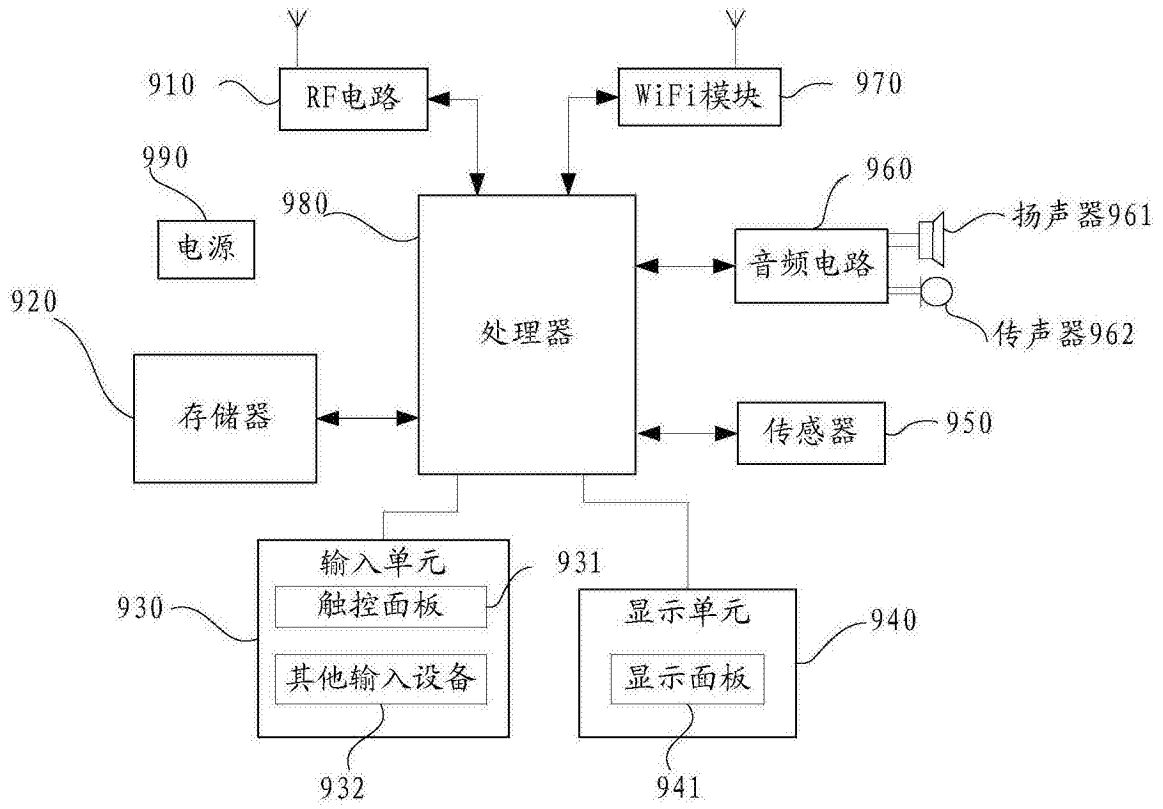 910
RF电路
WiFi模块
970
990
电源
980
960
扬声器961
音频电路
传声器962
920
处理器
存储器
传感器
950
输入单元
931
930
触控面板
其他输入设备
932
显示单元
940
显示面板
941